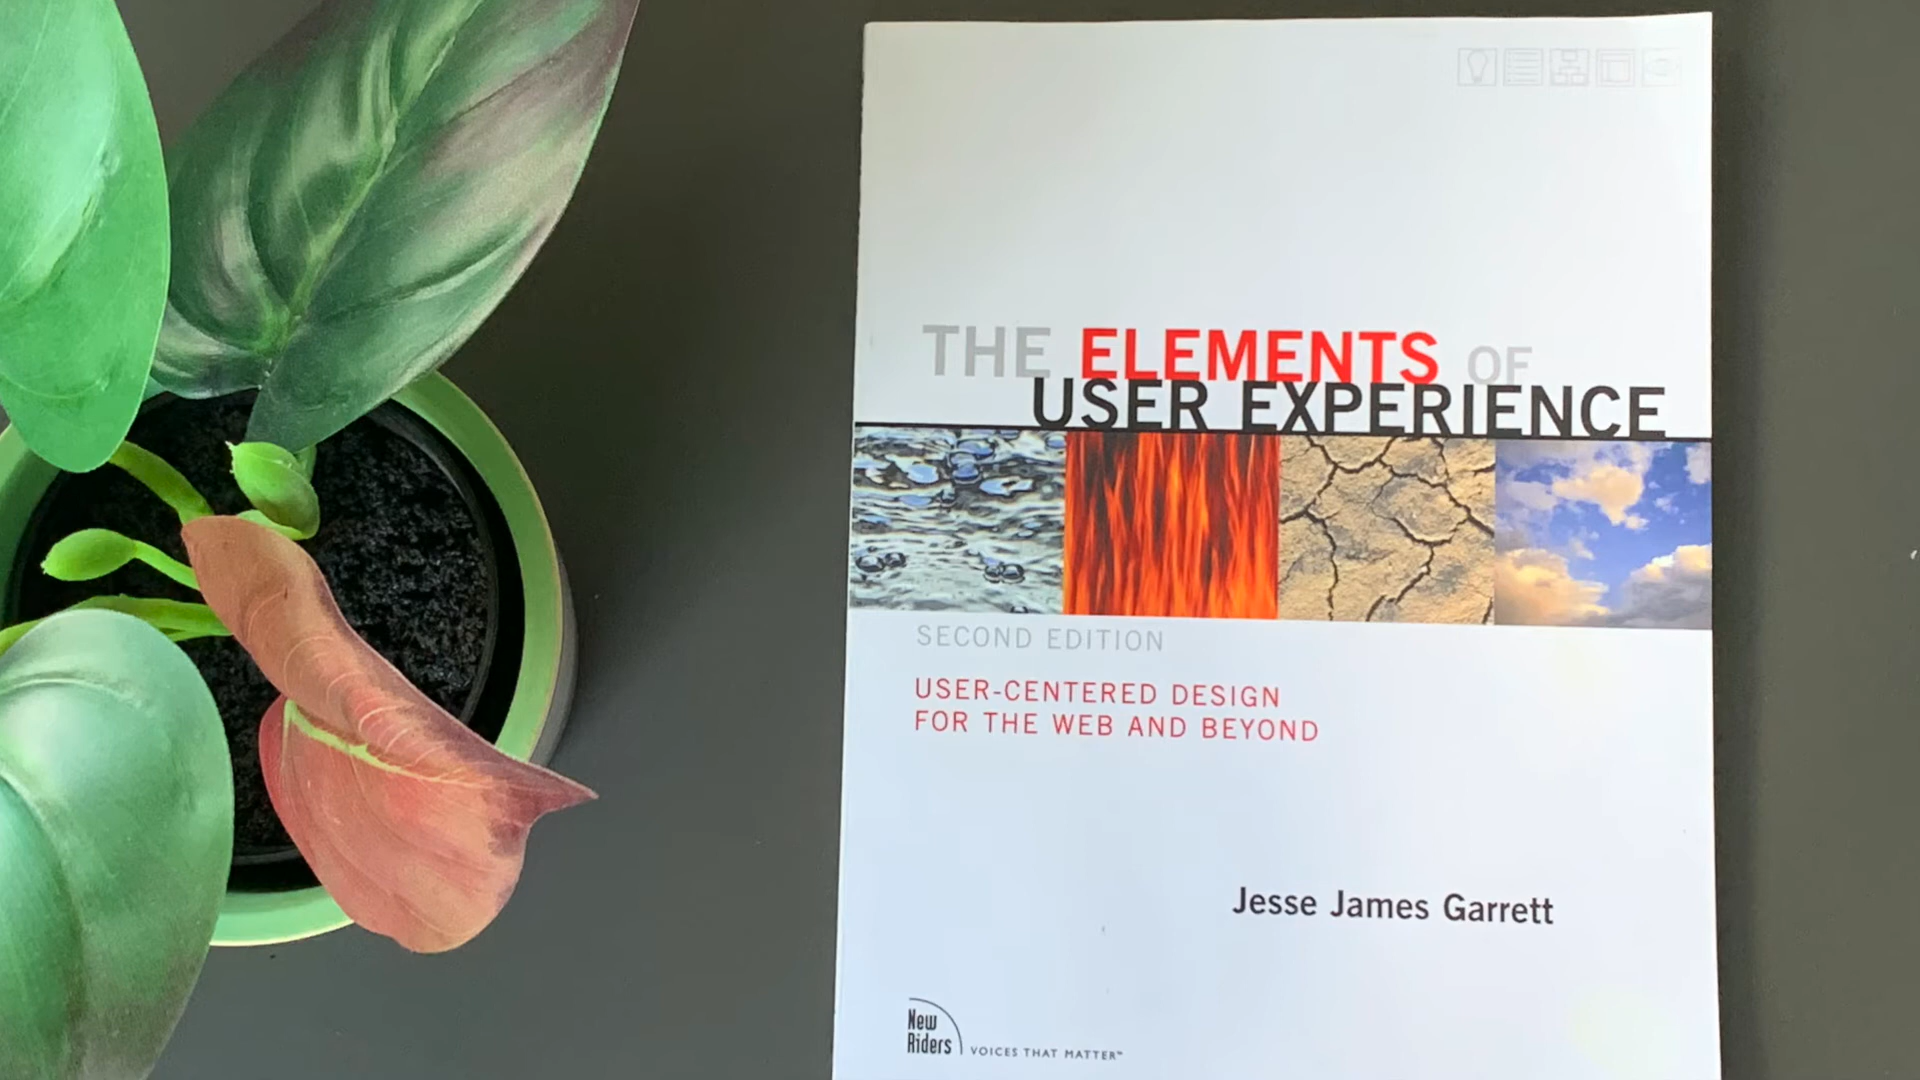 THE ELEMENTS OF
USER EXPERIENCE
SECOND EDITION
USER-CENTERED DESIGN
FOR THE WEB AND BEYOND
Jesse James Garrett
New
Riders
VOICES THAT MATTER™